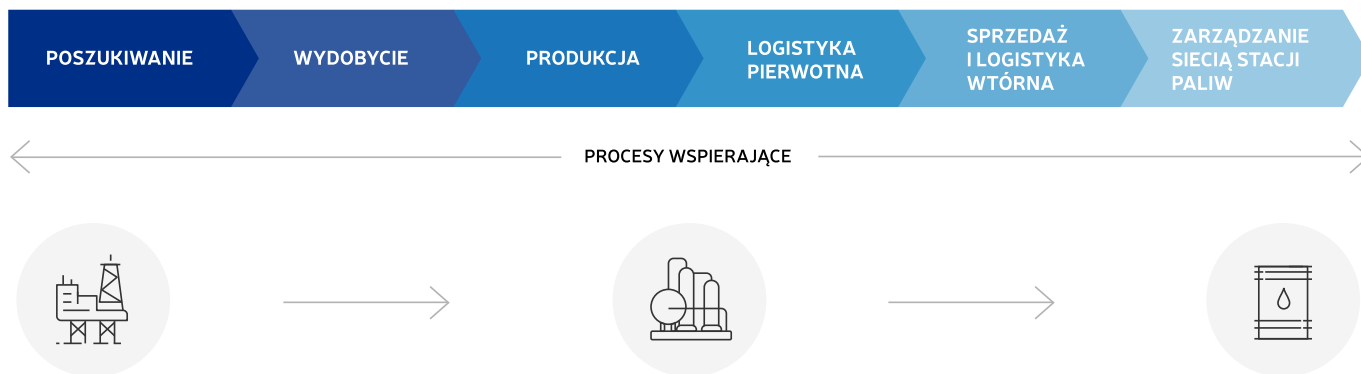 POSZUKIWANIE
WYDOBYCIE
PRODUKCJA
LOGISTYKA
PIERWOTNA
SPRZEDAŻ
I LOGISTYKA
WTÓRNA
ZARZĄDZANIE
SIECIĄ STACJI
PALIW
PROCESY WSPIERAJĄCE